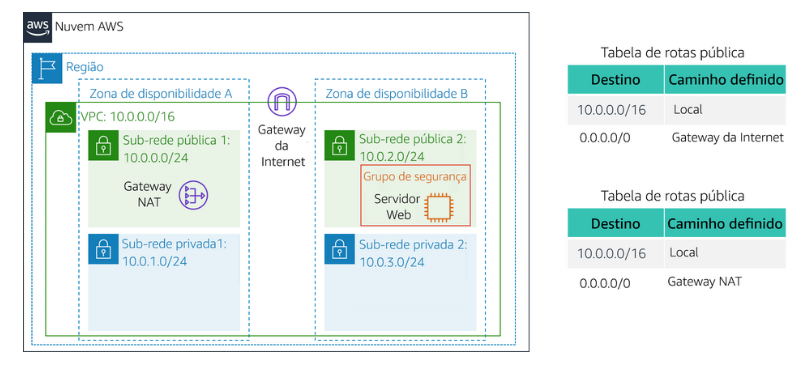 aws Nuvem AWS
Região
Zona de disponibilidade A
Zona de disponibilidade B
VPC: 10.0.0.0/16
Gateway
da
Internet
Sub-rede pública 1:
10.0.0.0/24
Gateway
NAT
Sub-rede pública 2:
10.0.2.0/24
Grupo de segurança
Servidor
Web
Sub-rede privada1:
10.0.1.0/24
Sub-rede privada 2:
10.0.3.0/24
Tabela de rotas pública
Destino Caminho definido
10.0.0.0/16 Local
0.0.0.0/0 Gateway da Internet
Tabela de rotas pública
Destino Caminho definido
10.0.0.0/16 Local
0.0.0.0/0 Gateway NAT